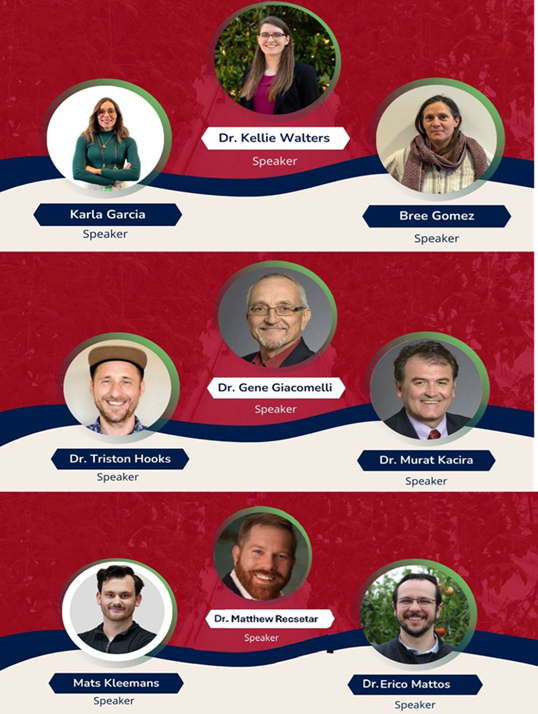 Dr. Kellie Walters
Speaker
Karla Garcia
Speaker
Bree Gomez
Speaker
Dr. Gene Giacomelli
Speaker
Dr. Triston Hooks
Speaker
Dr. Murat Kacira
Speaker
Dr. Matthew Recsetar
Speaker
Mats Kleemans
Speaker
Dr.Erico Mattos
Speaker